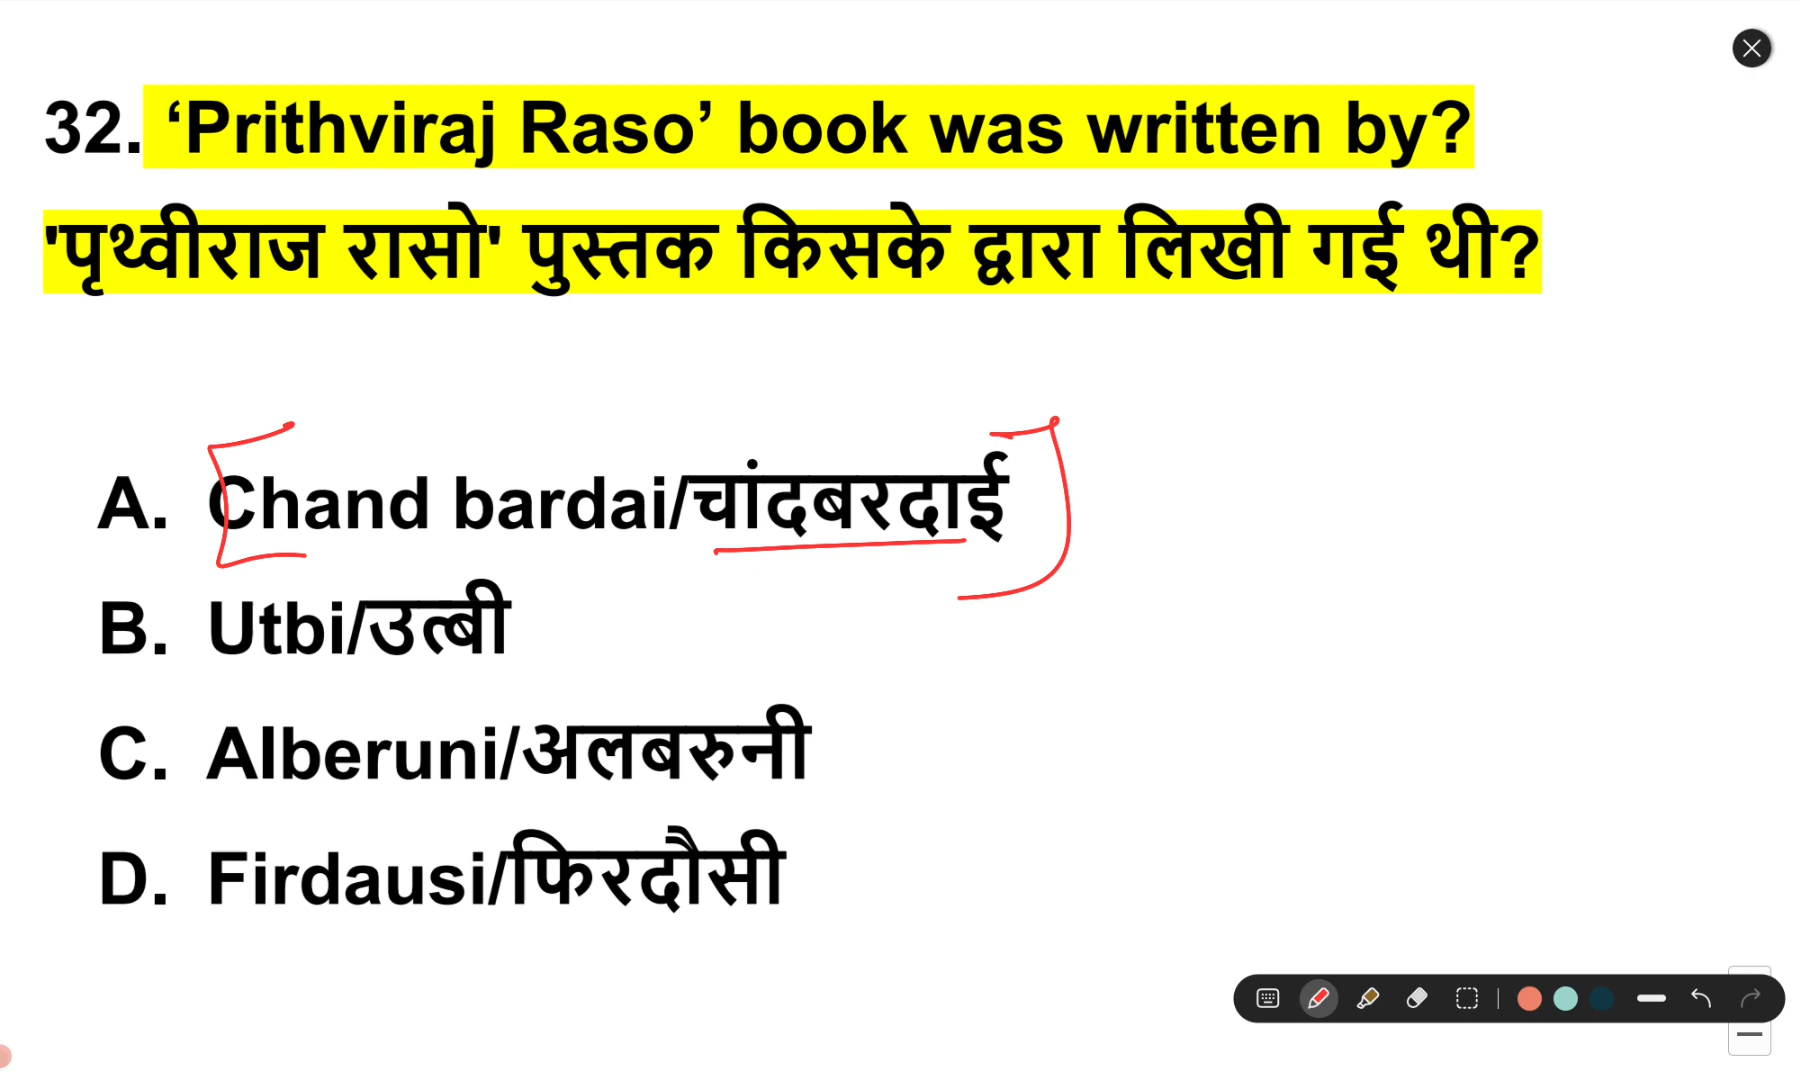 32. ‘Prithviraj Raso’ book was written by?
'पृथ्वीराज रासो' पुस्तक किसके द्वारा लिखी गई थी?
A. Chand bardai/चांदबरदाई
B. Utbi/उत्बी
C. Alberuni/अलबरुनी
D. Firdausi/फिरदौसी